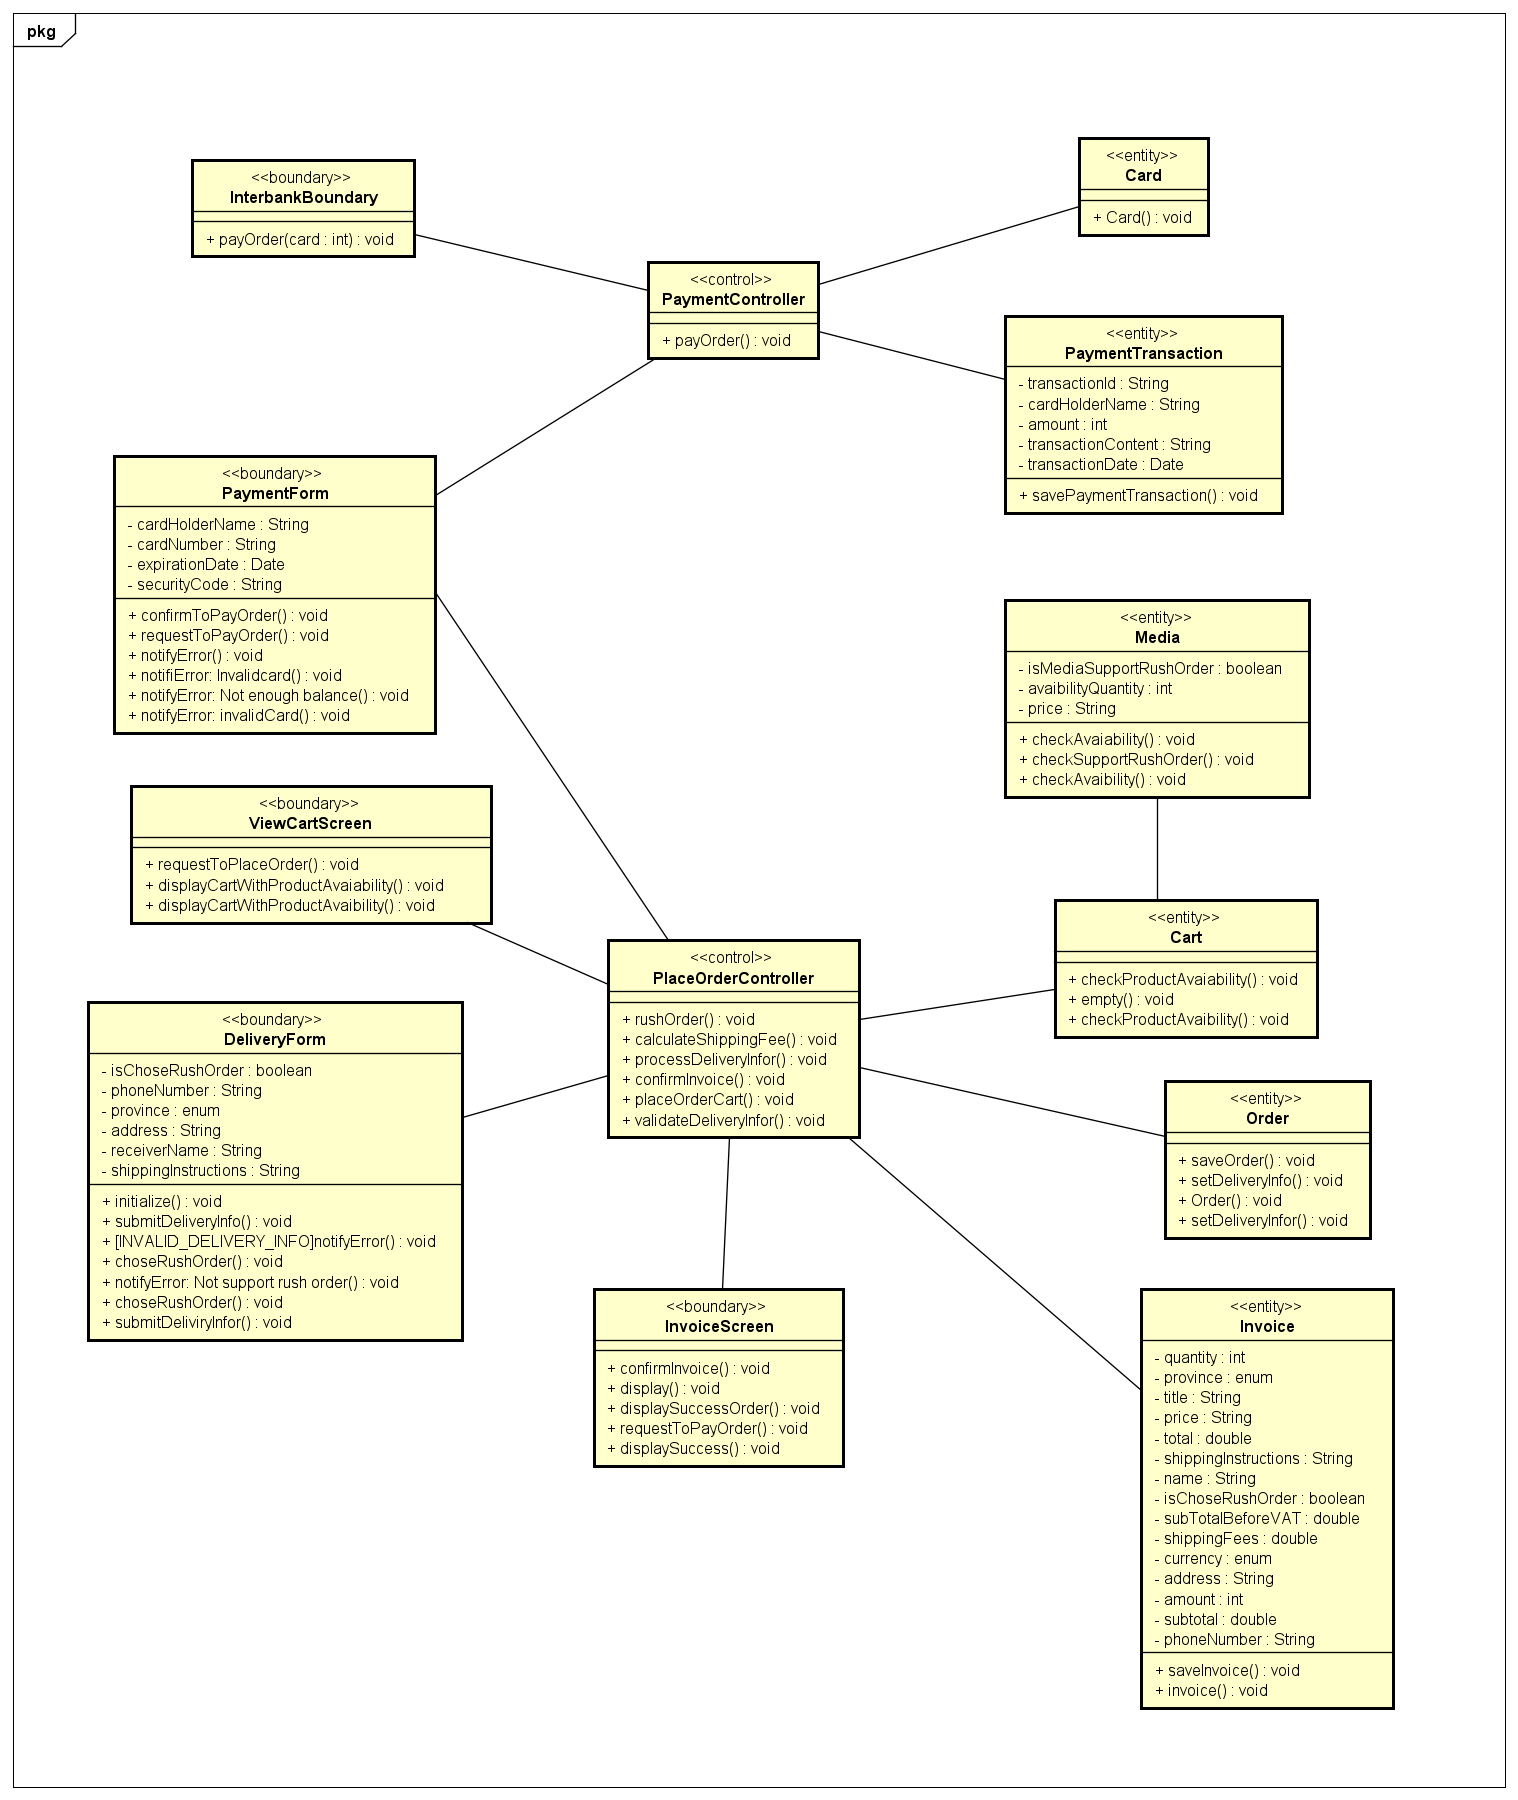 pkg
<<boundary>>
InterbankBoundary
+ payOrder(card : int) : void
<<entity>>
Card
+ Card() : void
<<control>>
PaymentController
+ payOrder() : void
<<entity>>
PaymentTransaction
- transactionId : String
- cardHolderName : String
- amount : int
- transactionContent : String
- transactionDate : Date
+ savePaymentTransaction() : void
<<boundary>>
PaymentForm
- cardHolderName : String
- cardNumber : String
- expirationDate : Date
- securityCode : String
+ confirmToPayOrder() : void
+ requestToPayOrder() : void
+ notifyError() : void
+ notifiError: Invalidcard() : void
+ notifyError: Not enough balance() : void
+ notifyError: invalidCard() : void
<<entity>>
Media
- isMediaSupportRushOrder : boolean
- avaibilityQuantity : int
- price : String
+ checkAvaiability() : void
+ checkSupportRushOrder() : void
+ checkAvaibility() : void
<<boundary>>
ViewCartScreen
+ requestToPlaceOrder() : void
+ displayCartWithProductAvaiability() : void
+ displayCartWithProductAvaibility() : void
<<entity>>
Cart
+ checkProductAvaiability() : void
+ empty() : void
+ checkProductAvaibility() : void
<<control>>
PlaceOrderController
+ rushOrder() : void
+ calculateShippingFee() : void
+ processDeliveryInfor() : void
+ confirmInvoice() : void
+ placeOrderCart() : void
+ validateDeliveryInfor() : void
<<boundary>>
DeliveryForm
- isChoseRushOrder : boolean
- phoneNumber : String
- province : enum
- address : String
- receiverName : String
- shippingInstructions : String
+ initialize() : void
+ submitDeliveryInfo() : void
+ [INVALID_DELIVERY_INFO]notifyError() : void
+ choseRushOrder() : void
+ notifyError: Not support rush order() : void
+ choseRushOrder() : void
+ submitDeliviryInfor() : void
<<entity>>
Order
+ saveOrder() : void
+ setDeliveryInfo() : void
+ Order() : void
+ setDeliveryInfor() : void
<<boundary>>
InvoiceScreen
+ confirmInvoice() : void
+ display() : void
+ displaySuccessOrder() : void
+ requestToPayOrder() : void
+ displaySuccess() : void
<<entity>>
Invoice
- quantity : int
- province : enum
- title : String
- price : String
- total : double
- shippingInstructions : String
- name : String
- isChoseRushOrder : boolean
- subTotalBeforeVAT : double
- shippingFees : double
- currency : enum
- address : String
- amount : int
- subtotal : double
- phoneNumber : String
+ saveInvoice() : void
+ invoice() : void